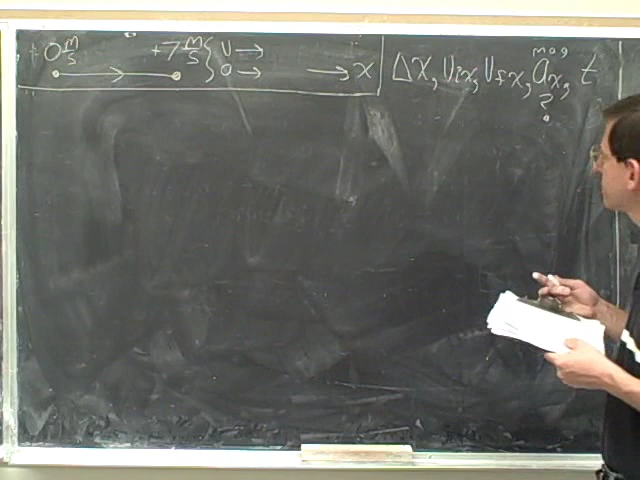 +0 m/s +7 m/s { v →
a → → x
mag
Δx, vix, vfx, ax, t
?